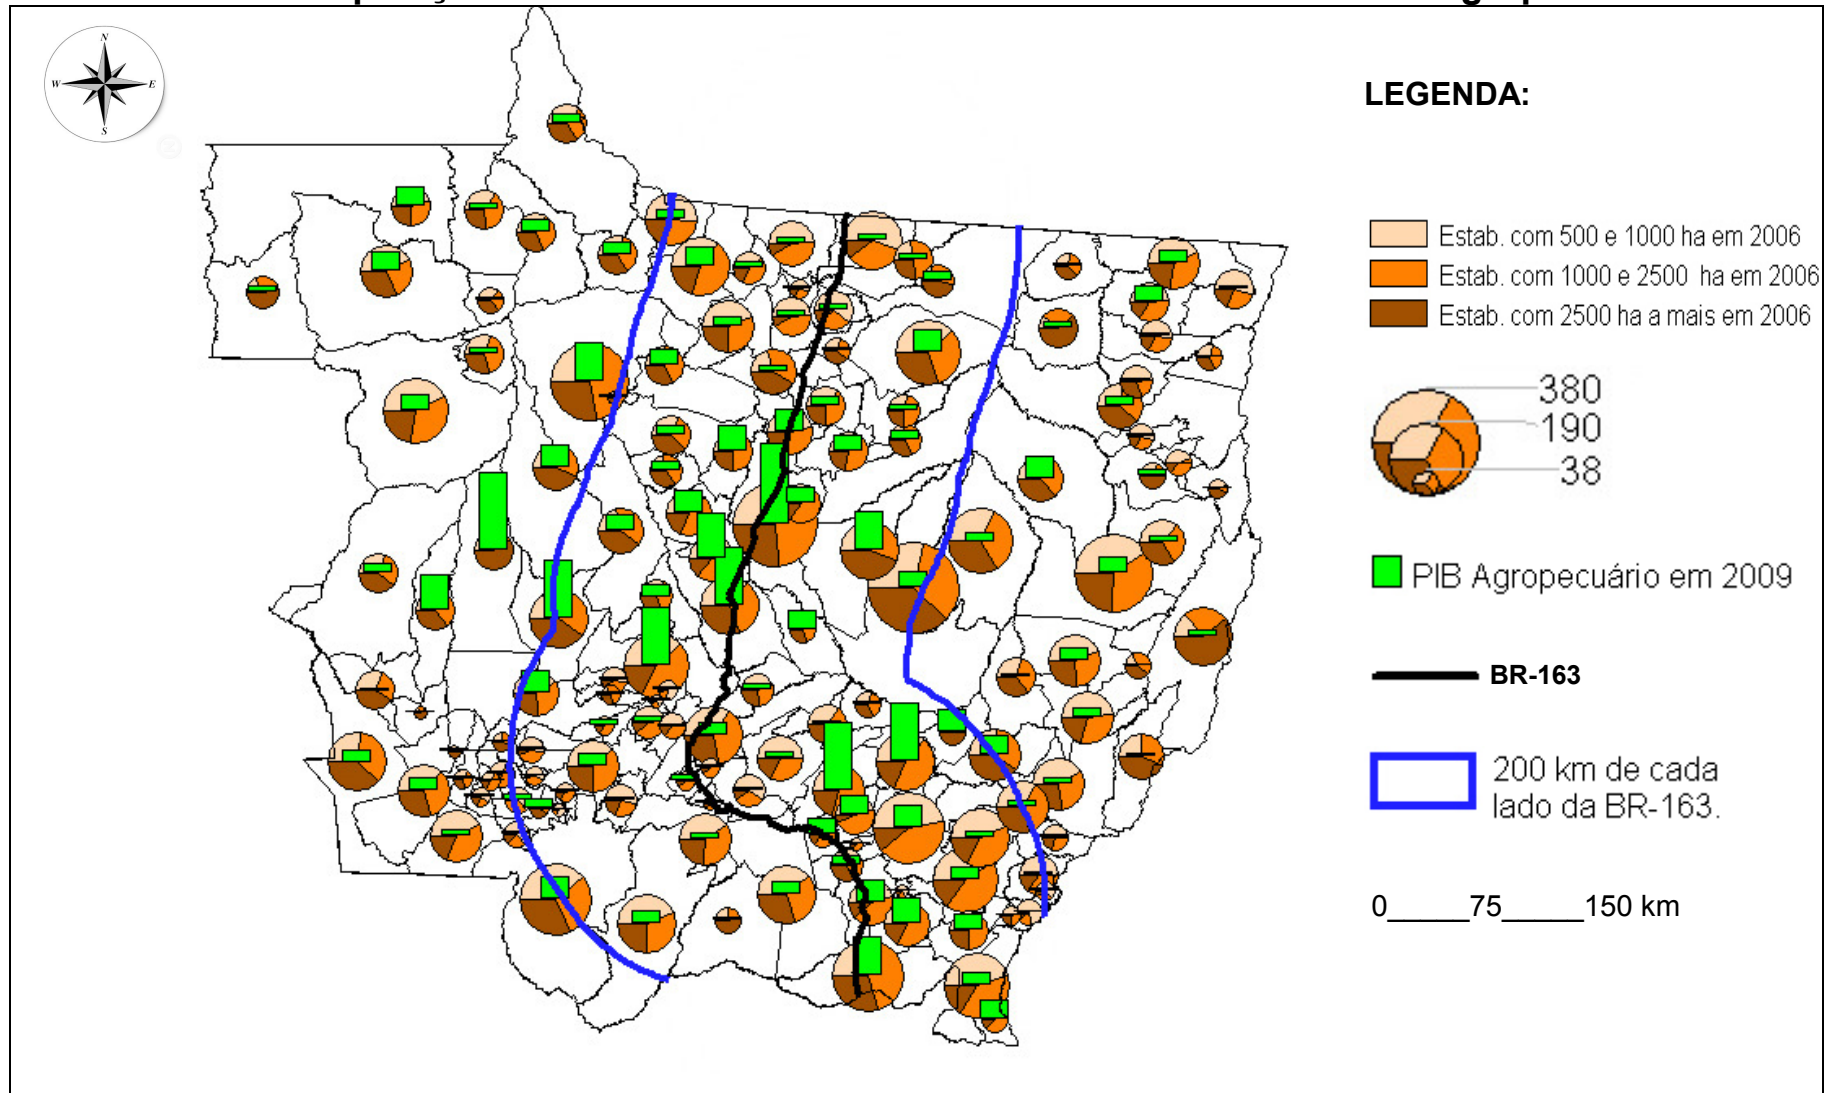 N
W E
S
LEGENDA:
Estab. com 500 e 1000 ha em 2006
Estab. com 1000 e 2500 ha em 2006
Estab. com 2500 ha a mais em 2006
380
190
38
PIB Agropecuário em 2009
BR-163
200 km de cada
lado da BR-163.
0_____75_____150 km